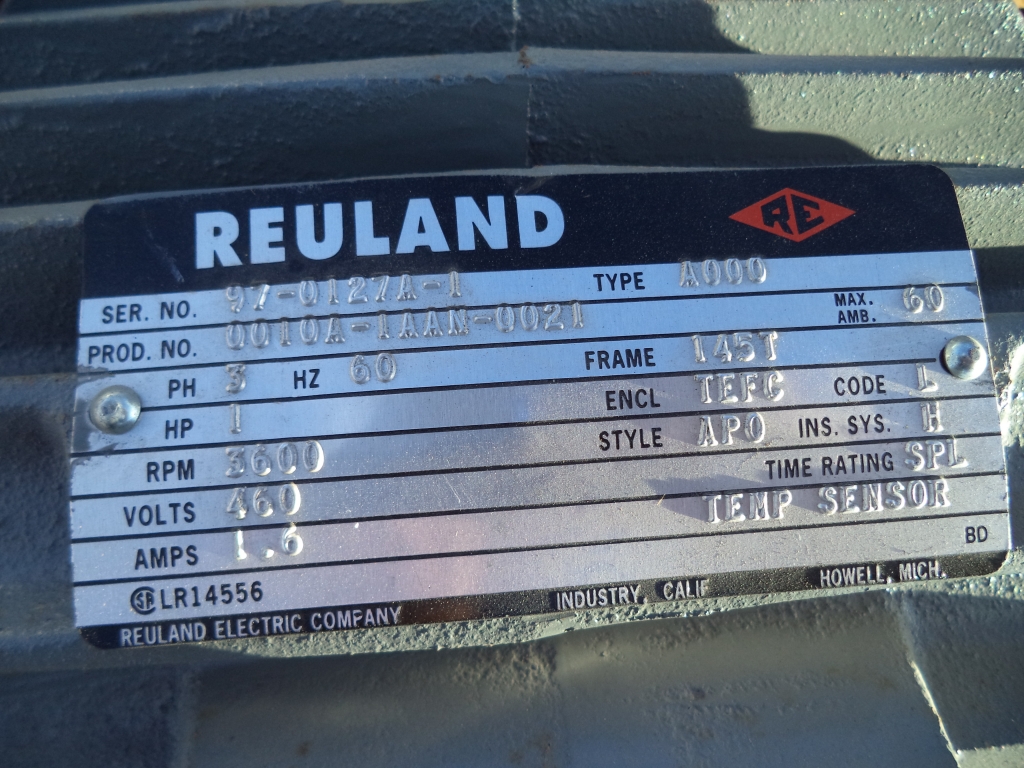 REULAND RE
SER. NO. 97-0127A-1 TYPE A000
PROD. NO. 0010A-1AAN-0021 MAX. AMB. 60
PH 3 HZ 60 FRAME 145T
HP 1 ENCL TEFC CODE L
RPM 3600 STYLE APO INS. SYS. H
VOLTS 460 TIME RATING SPL
AMPS 1.6 TEMP SENSOR
SA LR14556 BD
REULAND ELECTRIC COMPANY INDUSTRY, CALIF HOWELL, MICH.